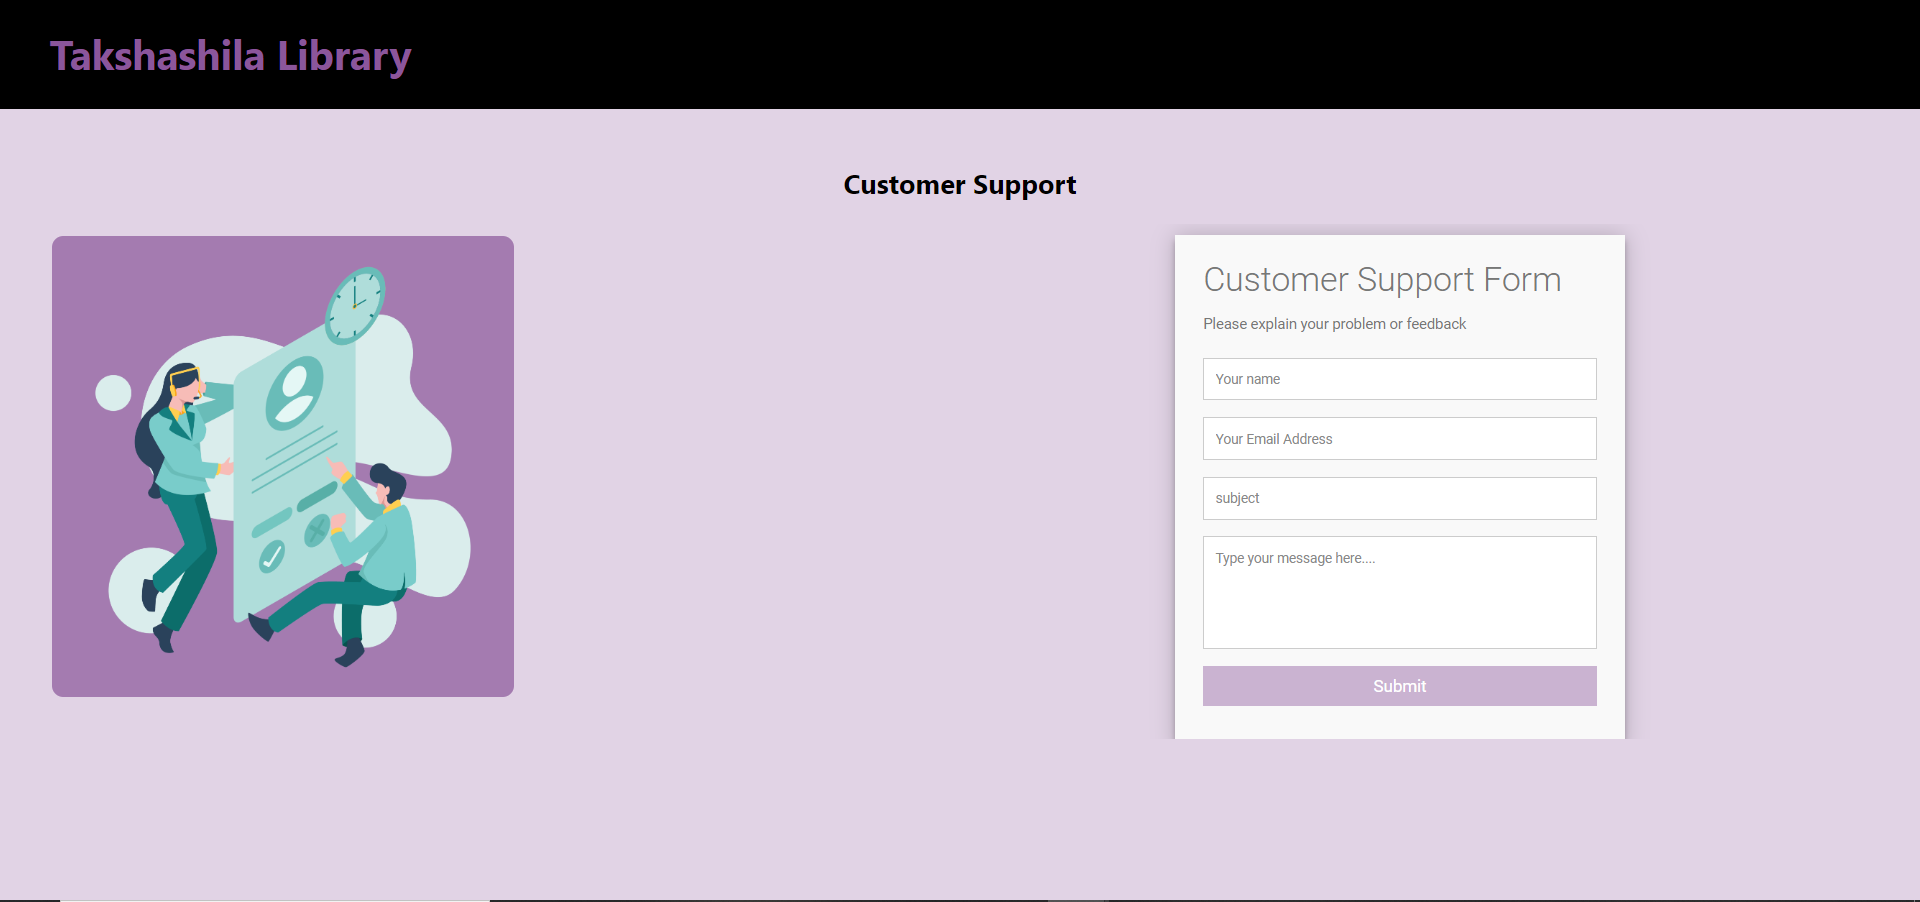 Takshashila Library
Customer Support
Customer Support Form
Please explain your problem or feedback
Your name
Your Email Address
subject
Type your message here....
Submit